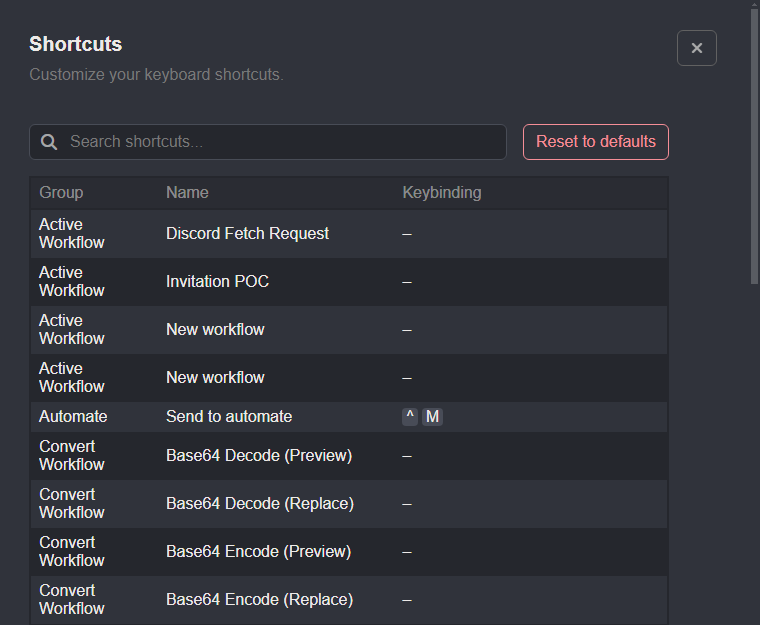 Shortcuts
Customize your keyboard shortcuts.
Search shortcuts...
Reset to defaults
Group Name Keybinding
Active
Workflow
Discord Fetch Request –
Active
Workflow
Invitation POC –
Active
Workflow
New workflow –
Active
Workflow
New workflow –
Automate Send to automate ^ M
Convert
Workflow
Base64 Decode (Preview) –
Convert
Workflow
Base64 Decode (Replace) –
Convert
Workflow
Base64 Encode (Preview) –
Convert
Workflow
Base64 Encode (Replace) –